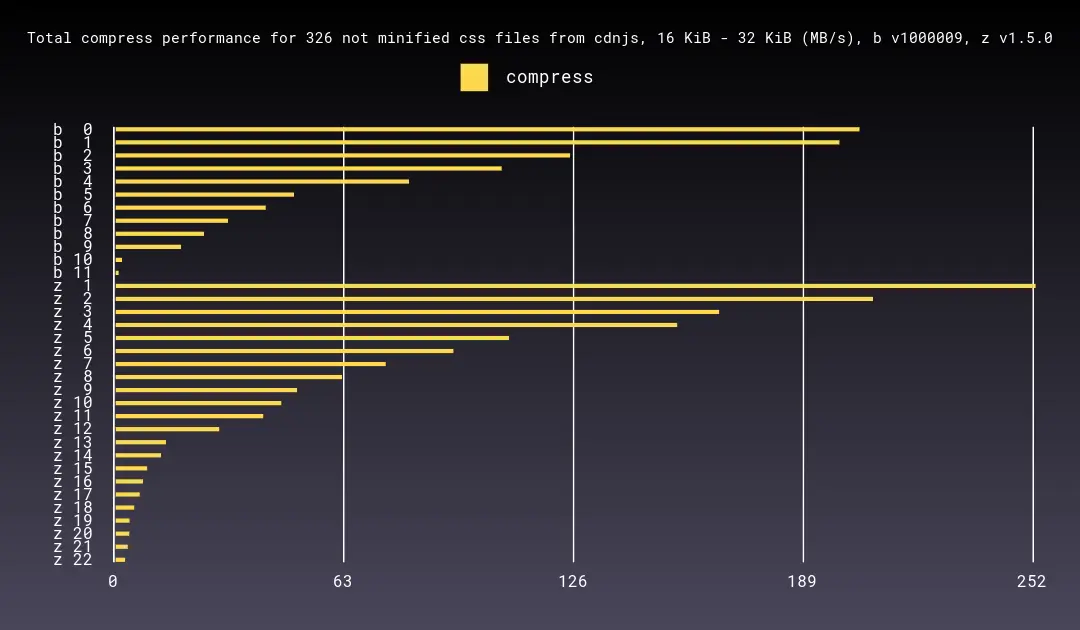 Total compress performance for 326 not minified css files from cdnjs, 16 KiB - 32 KiB (MB/s), b v1000009, z v1.5.0
compress
b 0
b 1
b 2
b 3
b 4
b 5
b 6
b 7
b 8
b 9
b 10
b 11
z 1
z 2
z 3
z 4
z 5
z 6
z 7
z 8
z 9
z 10
z 11
z 12
z 13
z 14
z 15
z 16
z 17
z 18
z 19
z 20
z 21
z 22
0 63 126 189 252